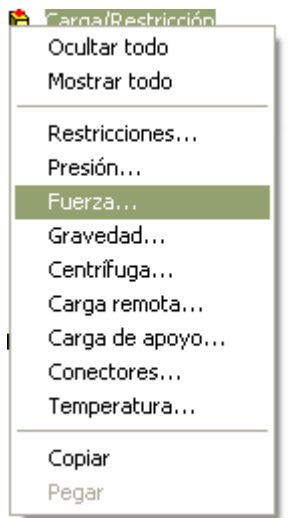 Carga/Restricción
Ocultar todo
Mostrar todo
Restricciones...
Presión...
Fuerza...
Gravedad...
Centrífuga...
Carga remota...
Carga de apoyo...
Conectores...
Temperatura...
Copiar
Pegar